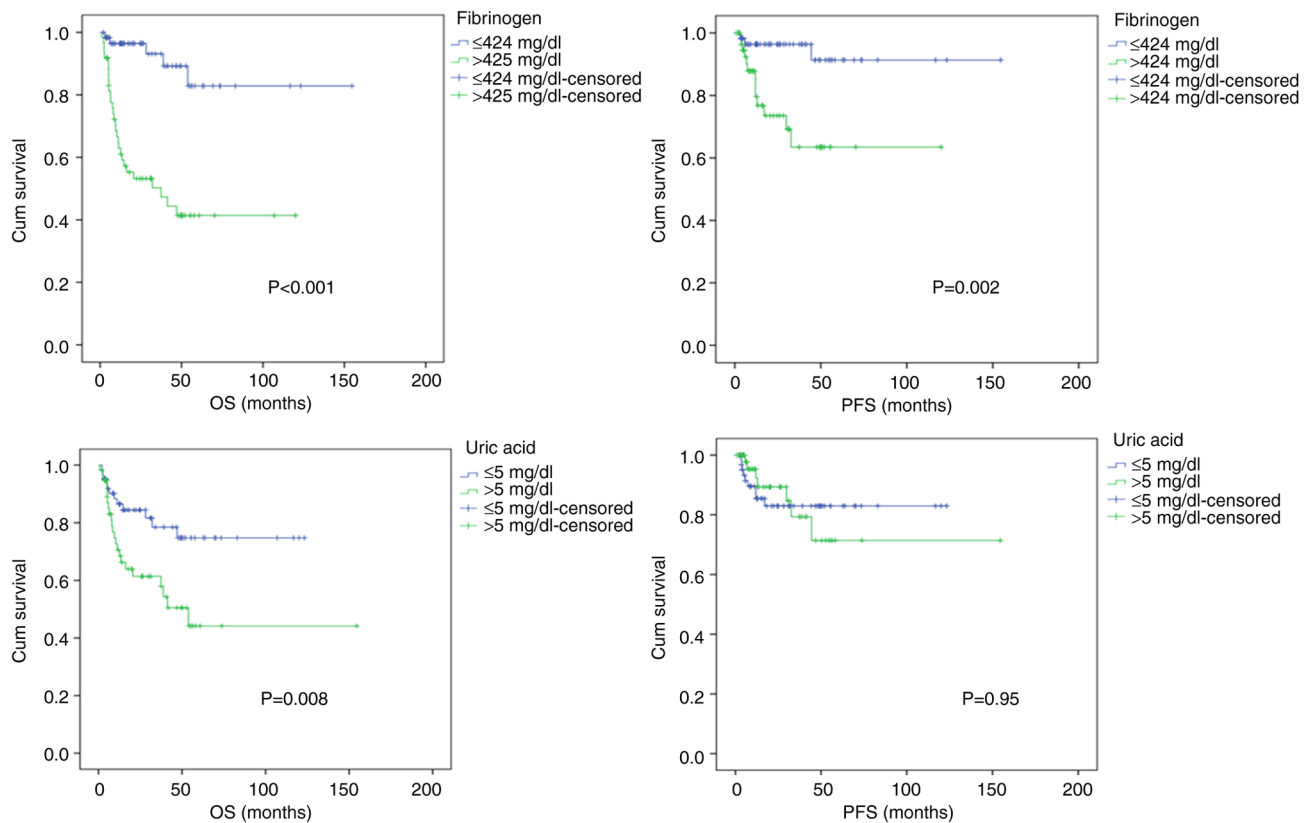 Fibrinogen
≤424 mg/dl
>425 mg/dl
≤424 mg/dl-censored
>425 mg/dl-censored
1.0
0.8
0.6
0.4
0.2
0.0
Cum survival
P<0.001
0 50 100 150 200
OS (months)
Fibrinogen
≤424 mg/dl
>424 mg/dl
≤424 mg/dl-censored
>424 mg/dl-censored
1.0
0.8
0.6
0.4
0.2
0.0
Cum survival
P=0.002
0 50 100 150 200
PFS (months)
Uric acid
≤5 mg/dl
>5 mg/dl
≤5 mg/dl-censored
>5 mg/dl-censored
1.0
0.8
0.6
0.4
0.2
0.0
Cum survival
P=0.008
0 50 100 150 200
OS (months)
Uric acid
≤5 mg/dl
>5 mg/dl
≤5 mg/dl-censored
>5 mg/dl-censored
1.0
0.8
0.6
0.4
0.2
0.0
Cum survival
P=0.95
0 50 100 150 200
PFS (months)